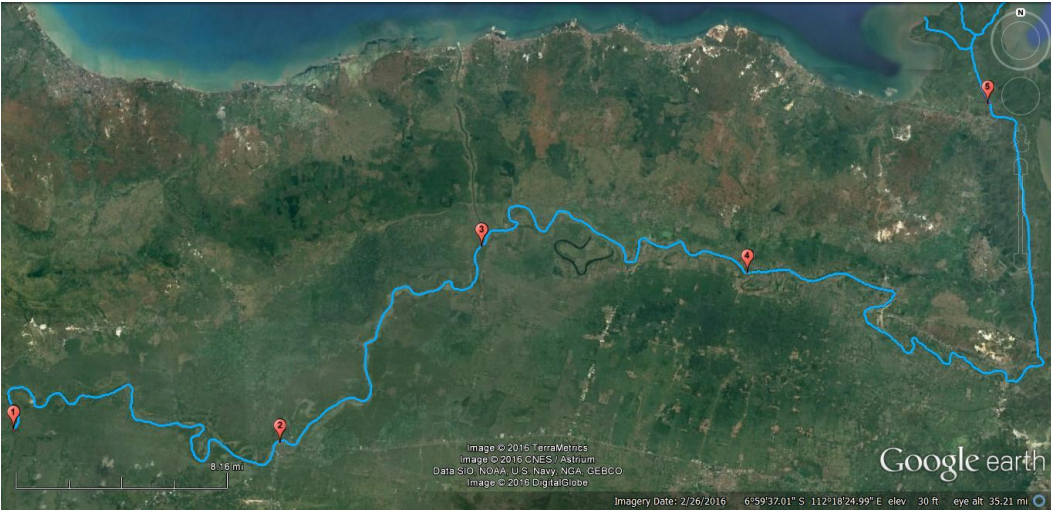 N
5
3
4
1
2
8.16 mi
Image © 2016 TerraMetrics
Image © 2016 CNES / Astrium
Data SIO, NOAA, U.S. Navy, NGA, GEBCO
Image © 2016 DigitalGlobe
Google earth
Imagery Date: 2/26/2016 6°59'37.01" S 112°18'24.99" E elev 30 ft eye alt 35.21 mi